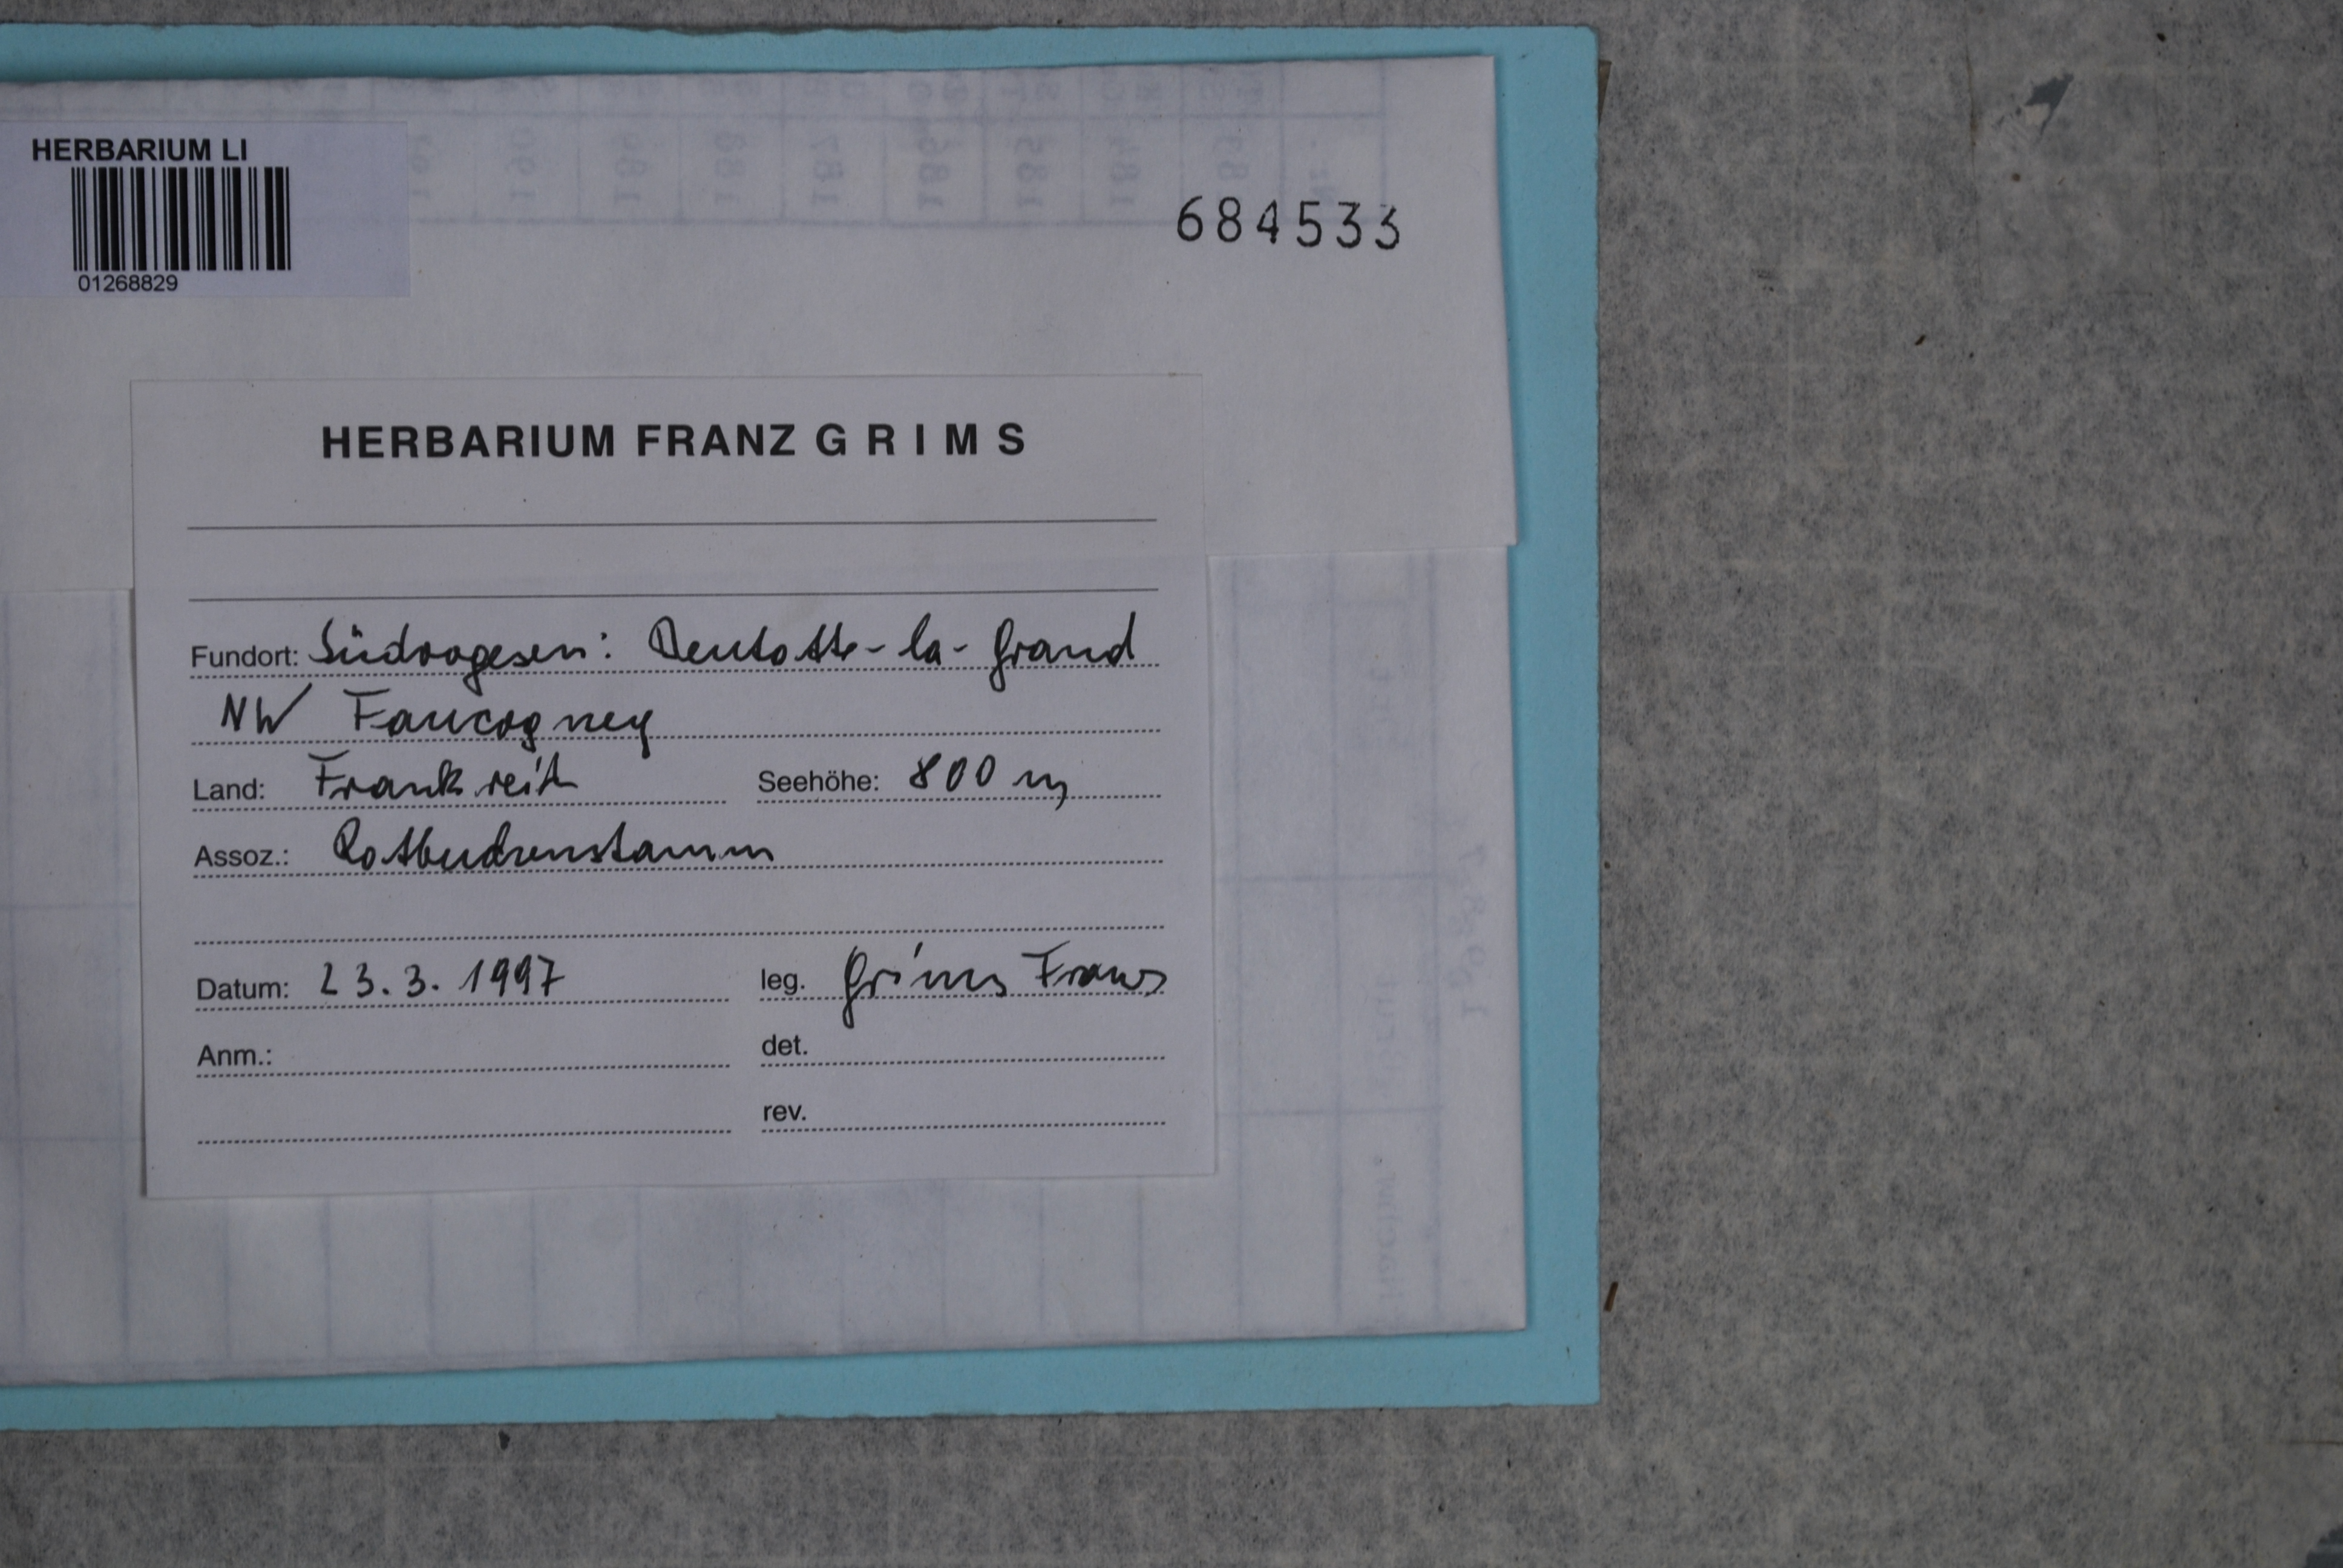 HERBARIUM LI
01268829
684533
HERBARIUM FRANZ GRIMS
Fundort: Südvogesen: Beulotte-la-Grand
NW Faucogney
Land: Frankreich Seehöhe: 800 m
Assoz.: Rotbuchenstamm
Datum: 23.3.1997 leg. Grims Franz
Anm.: det.
rev.